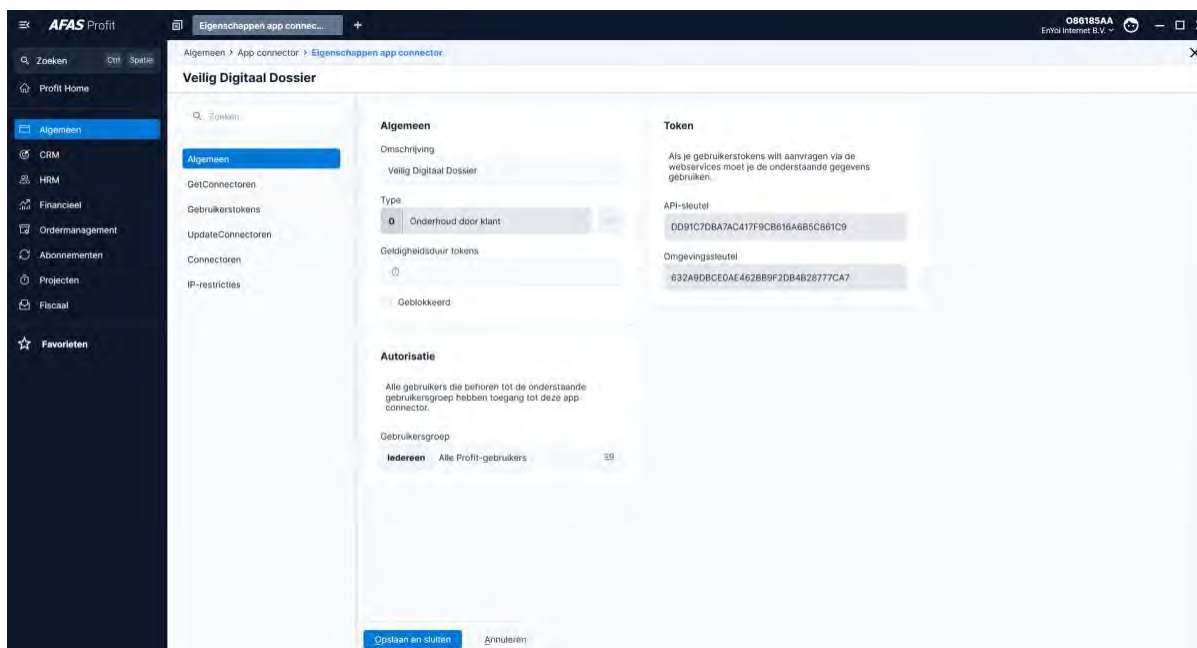 AFAS Profit
Eigenschappen app connec...
+
O86185AA
EnYoi Internet B.V.
Zoeken Ctrl Spatie
Profit Home
Algemeen
CRM
HRM
Financieel
Ordermanagement
Abonnementen
Projecten
Fiscaal
Favorieten
Algemeen > App connector > Eigenschappen app connector
Veilig Digitaal Dossier
Zoeken
Algemeen
GetConnectoren
Gebruikerstokens
UpdateConnectoren
Connectoren
IP-restricties
Algemeen
Omschrijving
Veilig Digitaal Dossier
Type
0 Onderhoud door klant
Geldigheidsduur tokens
Geblokkeerd
Autorisatie
Alle gebruikers die behoren tot de onderstaande
gebruikersgroep hebben toegang tot deze app
connector.
Gebruikersgroep
Iedereen Alle Profit-gebruikers
Token
Als je gebruikerstokens wilt aanvragen via de
webservices moet je de onderstaande gegevens
gebruiken.
API-sleutel
DD91C7DBA7AC417F9CB616A6B5C861C9
Omgevingssleutel
632A9DBCE0AE462BB9F2DB4B28777CA7
Opslaan en sluiten Annuleren